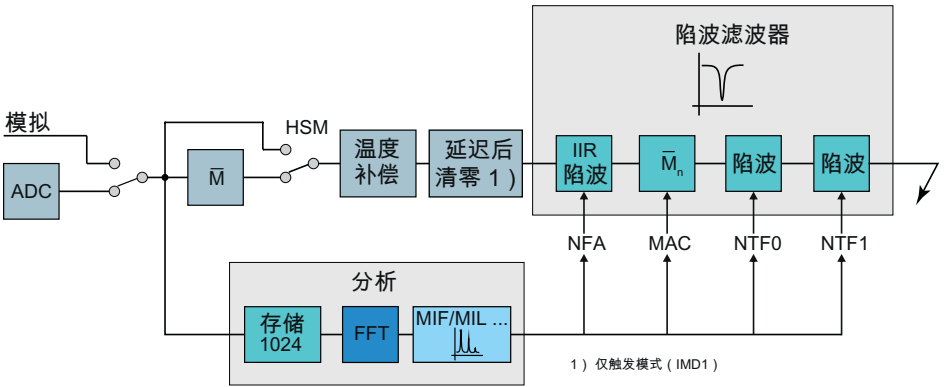 陷波滤波器
模拟
HSM
ADC
M̅
温度
补偿
延迟后
清零 1）
IIR
陷波
M̅n
陷波
陷波
NFA
MAC
NTF0
NTF1
分析
存储
1024
FFT
MIF/MIL ...
1） 仅触发模式（IMD1）